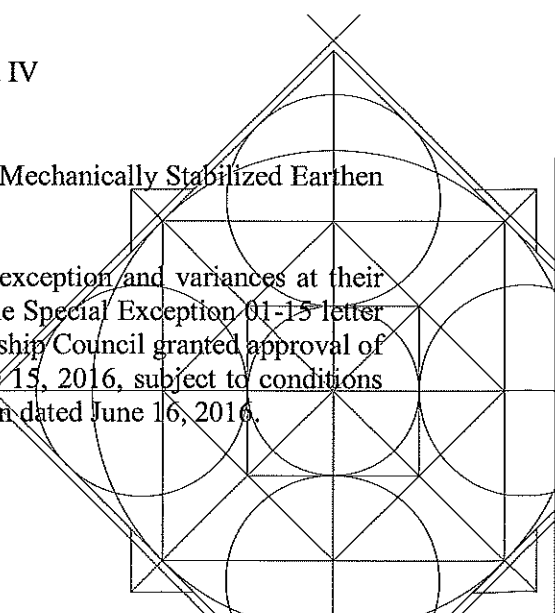 IV
Mechanically Stabilized Earthen
exception and variances at their
e Special Exception 01-15 letter
ship Council granted approval of
15, 2016, subject to conditions
n dated June 16, 2016.